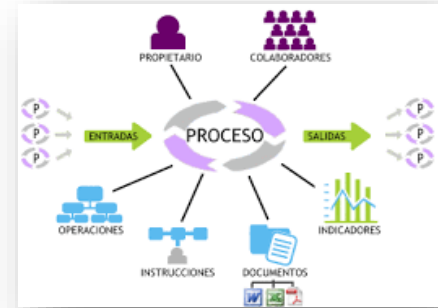 PROPIETARIO
COLABORADORES
P
P
P
ENTRADAS
PROCESO
SALIDAS
P
P
P
OPERACIONES
INSTRUCCIONES
DOCUMENTOS
INDICADORES
W
X